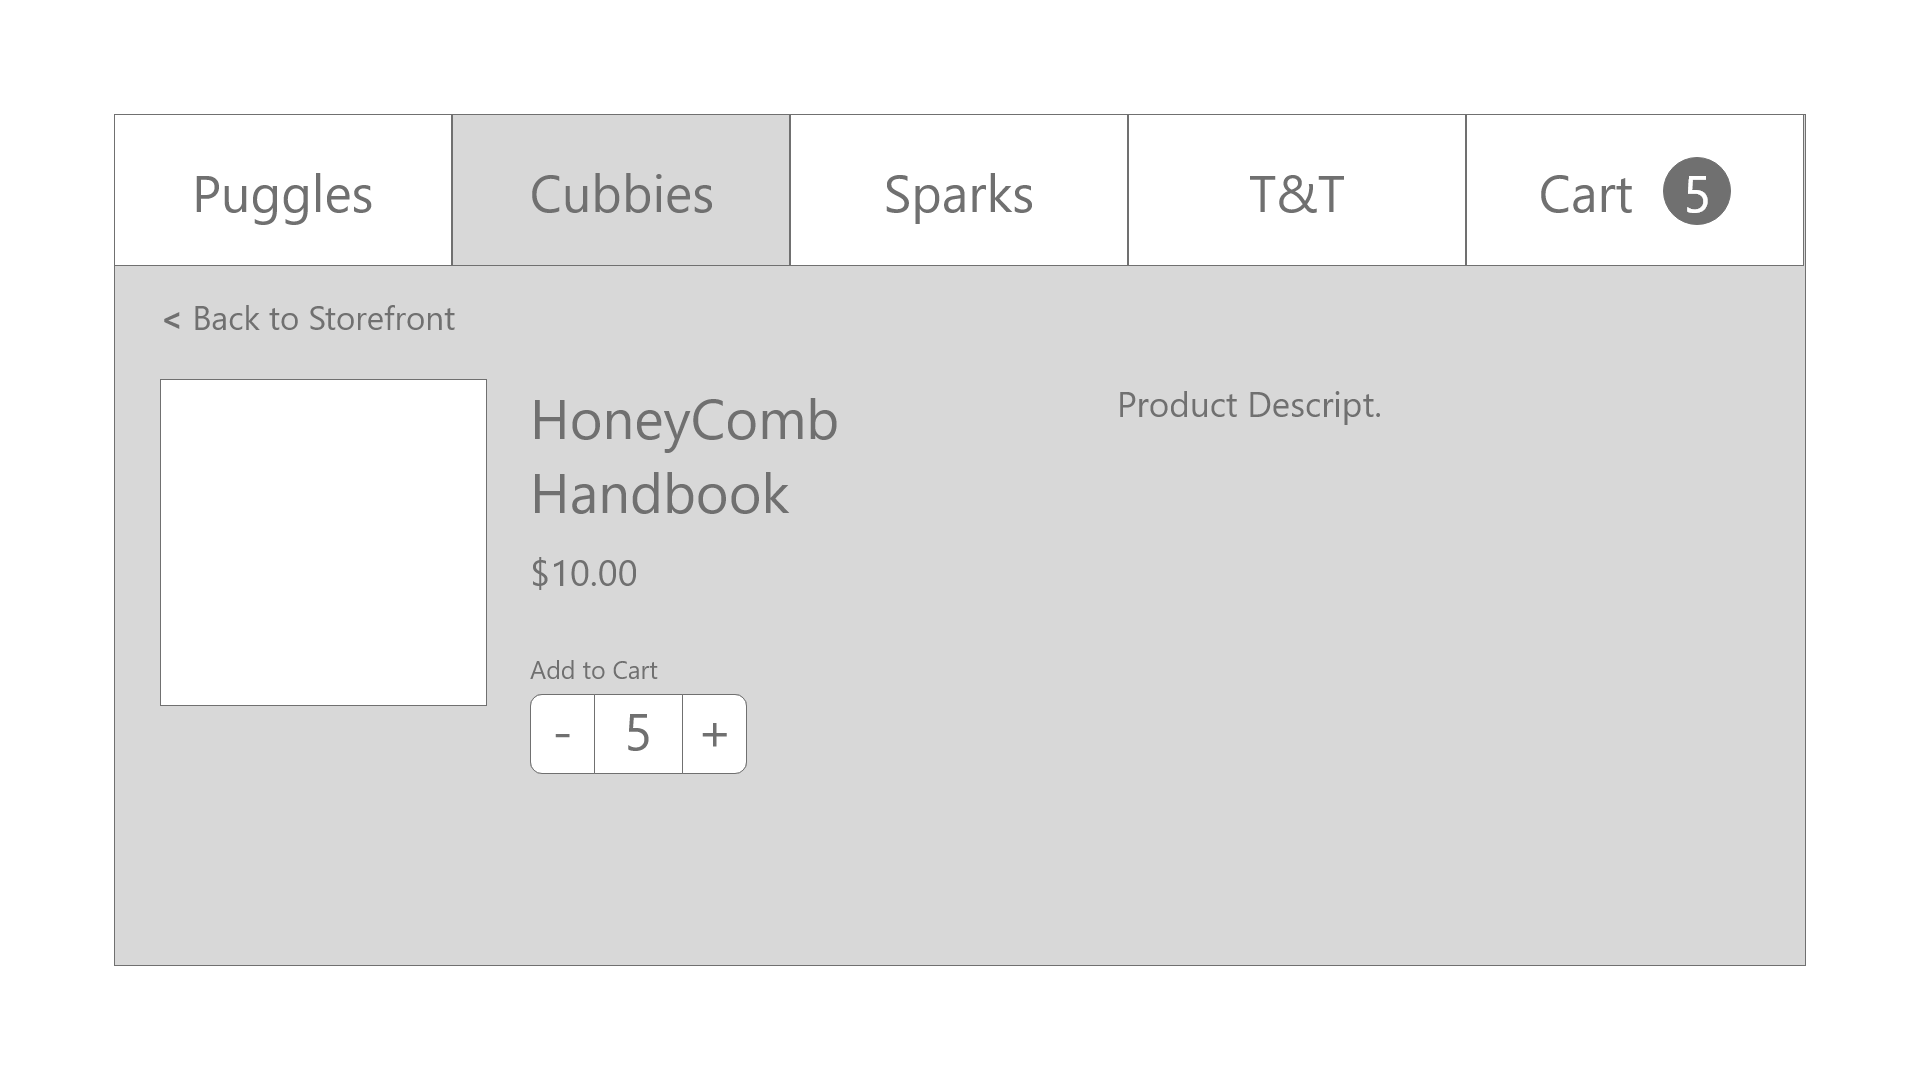 Puggles
Cubbies
Sparks
T&T
Cart 5
< Back to Storefront
HoneyComb
Handbook
$10.00
Product Descript.
Add to Cart
- 5 +